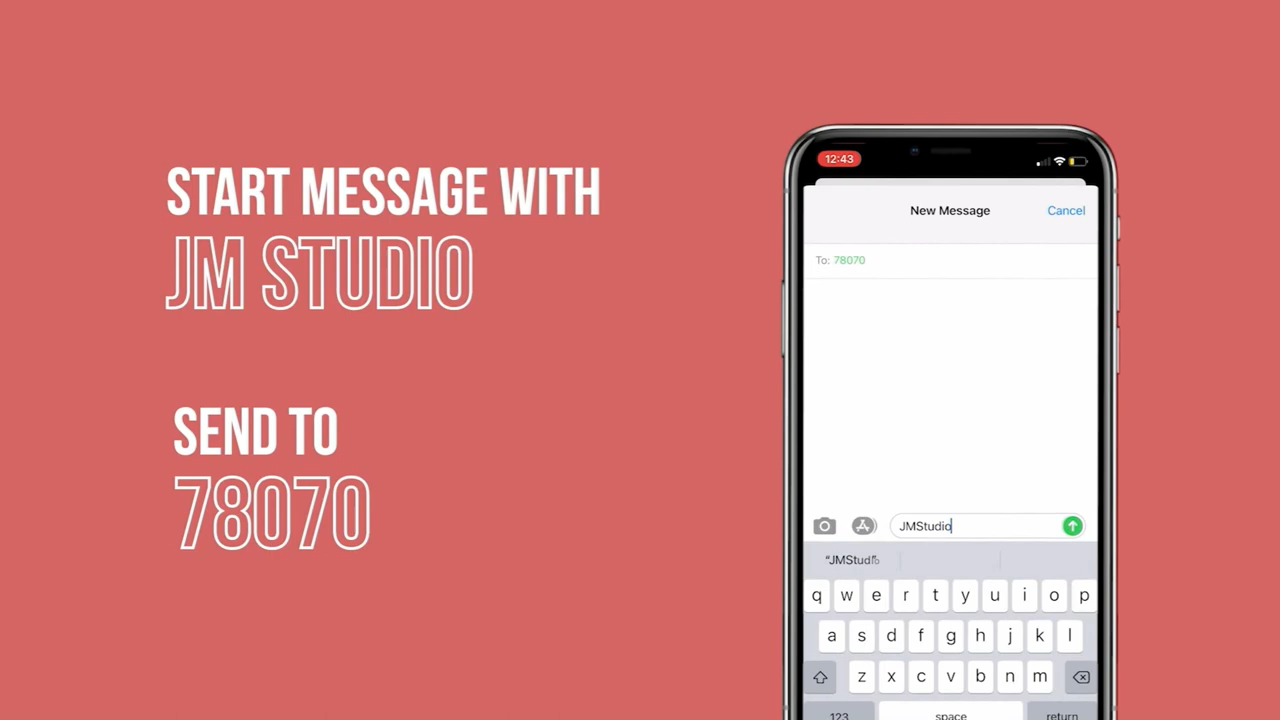 START MESSAGE WITH
JM STUDIO
SEND TO
78070
12:43
New Message
Cancel
To: 78070
JMStudio
q w e r t y u i o p
a s d f g h j k l
z x c v b n m
123 space return